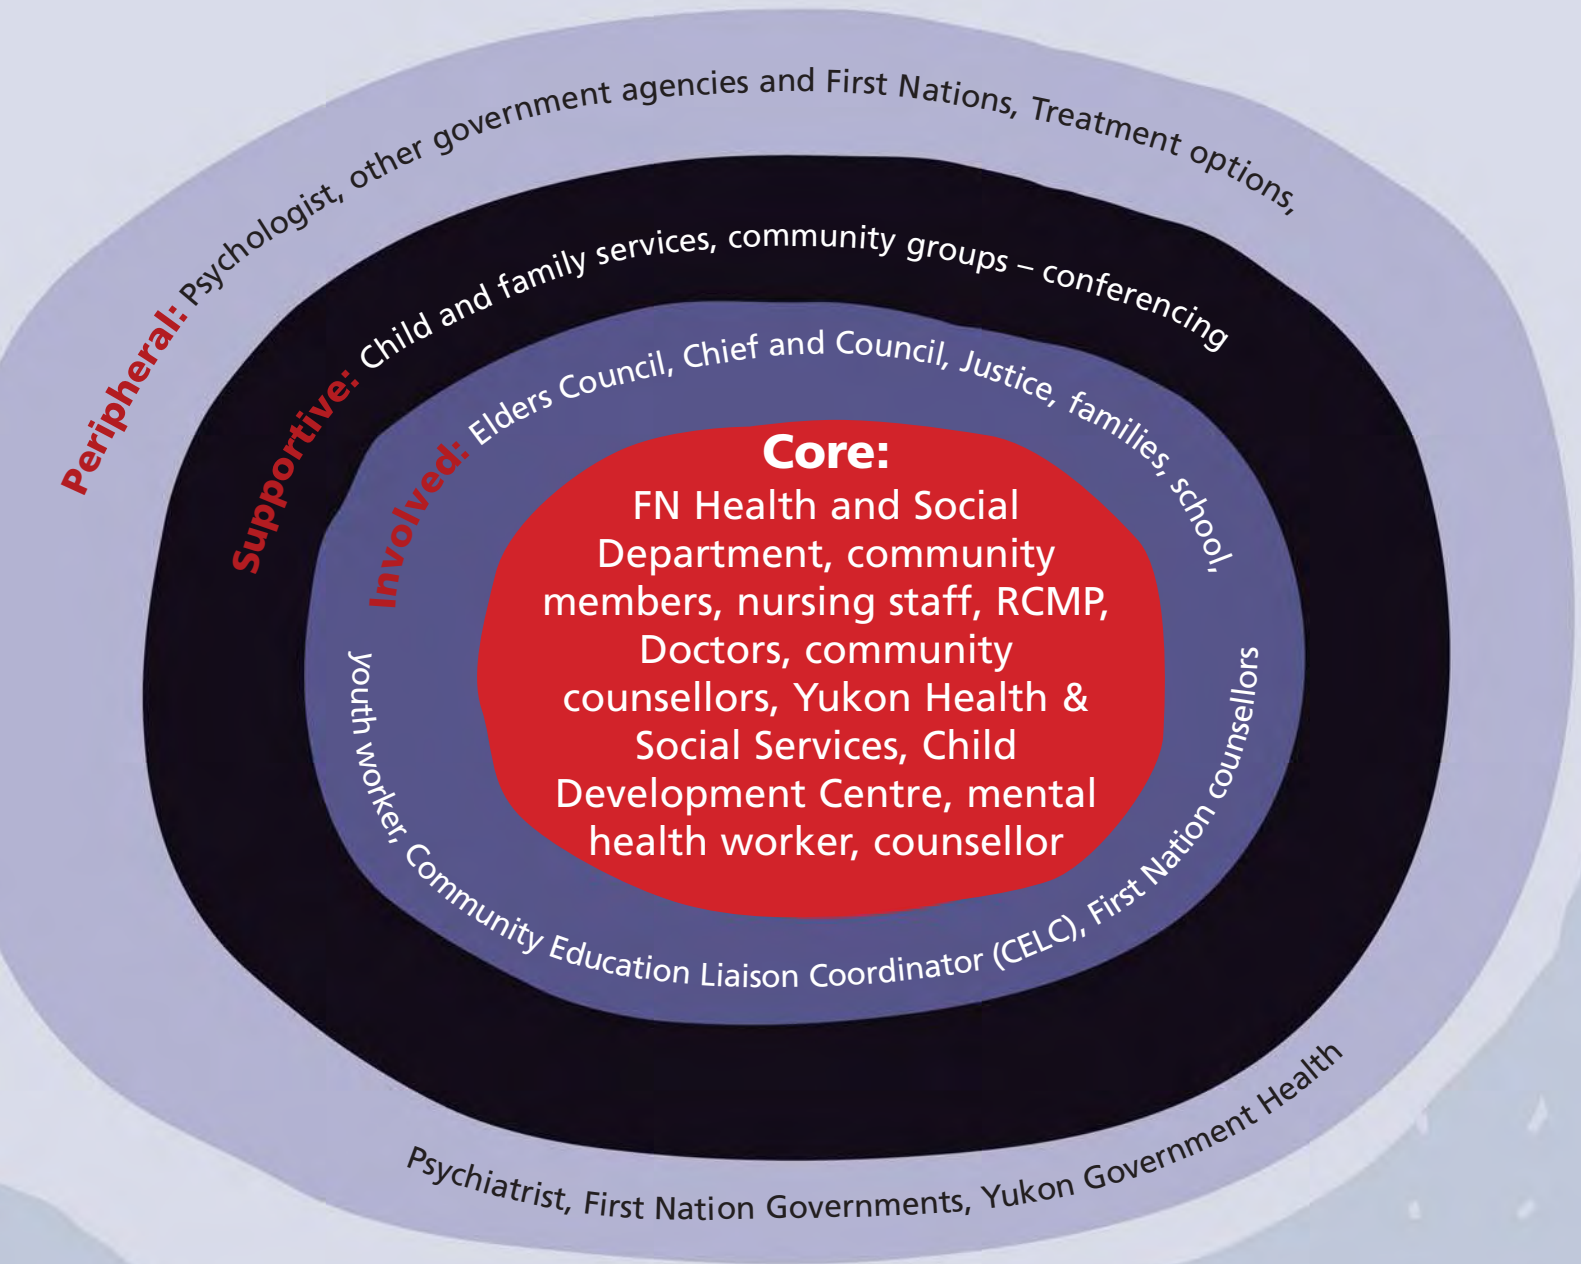 Peripheral: Psychologist, other government agencies and First Nations, Treatment options,
Psychiatrist, First Nation Governments, Yukon Government Health
Supportive: Child and family services, community groups – conferencing
Involved: Elders Council, Chief and Council, Justice, families, school,
youth worker, Community Education Liaison Coordinator (CELC), First Nation counsellors
Core:
FN Health and Social
Department, community
members, nursing staff, RCMP,
Doctors, community
counsellors, Yukon Health &
Social Services, Child
Development Centre, mental
health worker, counsellor